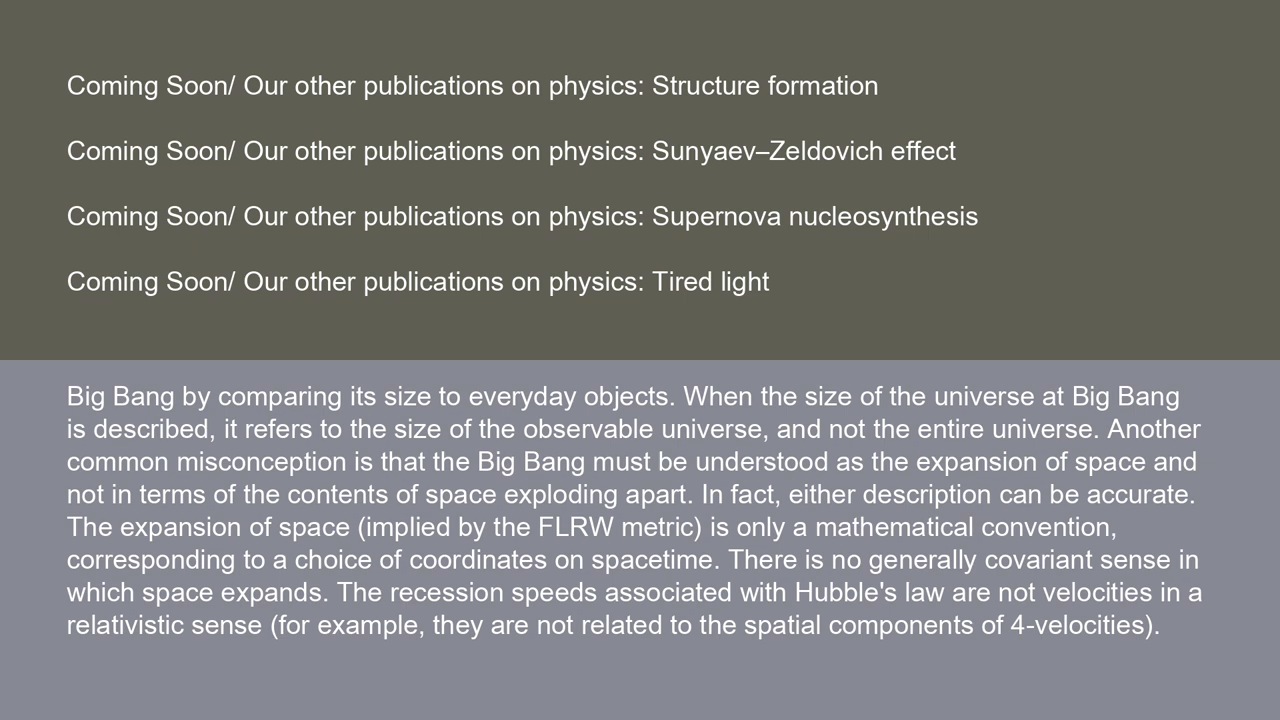 Coming Soon/ Our other publications on physics: Structure formation
Coming Soon/ Our other publications on physics: Sunyaev–Zeldovich effect
Coming Soon/ Our other publications on physics: Supernova nucleosynthesis
Coming Soon/ Our other publications on physics: Tired light
Big Bang by comparing its size to everyday objects. When the size of the universe at Big Bang
is described, it refers to the size of the observable universe, and not the entire universe. Another
common misconception is that the Big Bang must be understood as the expansion of space and
not in terms of the contents of space exploding apart. In fact, either description can be accurate.
The expansion of space (implied by the FLRW metric) is only a mathematical convention,
corresponding to a choice of coordinates on spacetime. There is no generally covariant sense in
which space expands. The recession speeds associated with Hubble's law are not velocities in a
relativistic sense (for example, they are not related to the spatial components of 4-velocities).